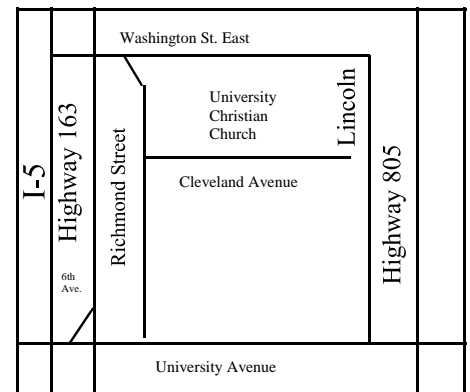 Washington St. East
University
Christian
Church
Lincoln
I-5
Highway 163
Richmond Street
Cleveland Avenue
Highway 805
6th
Ave.
University Avenue